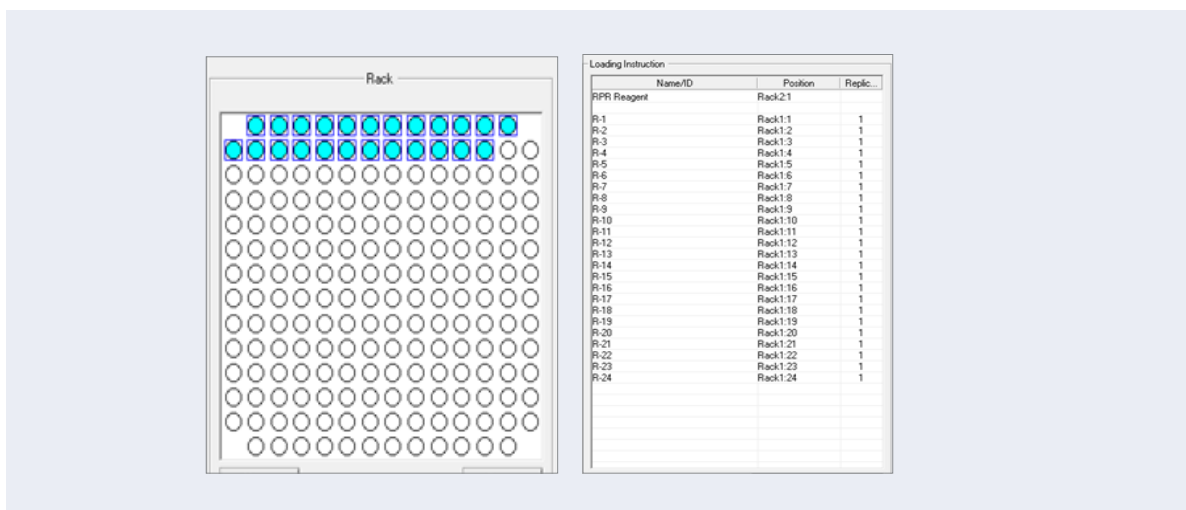 Rack
Loading Instruction
Name/ID Position Replic...
RPR Reagent Rack2:1
R-1 Rack1:1 1
R-2 Rack1:2 1
R-3 Rack1:3 1
R-4 Rack1:4 1
R-5 Rack1:5 1
R-6 Rack1:6 1
R-7 Rack1:7 1
R-8 Rack1:8 1
R-9 Rack1:9 1
R-10 Rack1:10 1
R-11 Rack1:11 1
R-12 Rack1:12 1
R-13 Rack1:13 1
R-14 Rack1:14 1
R-15 Rack1:15 1
R-16 Rack1:16 1
R-17 Rack1:17 1
R-18 Rack1:18 1
R-19 Rack1:19 1
R-20 Rack1:20 1
R-21 Rack1:21 1
R-22 Rack1:22 1
R-23 Rack1:23 1
R-24 Rack1:24 1